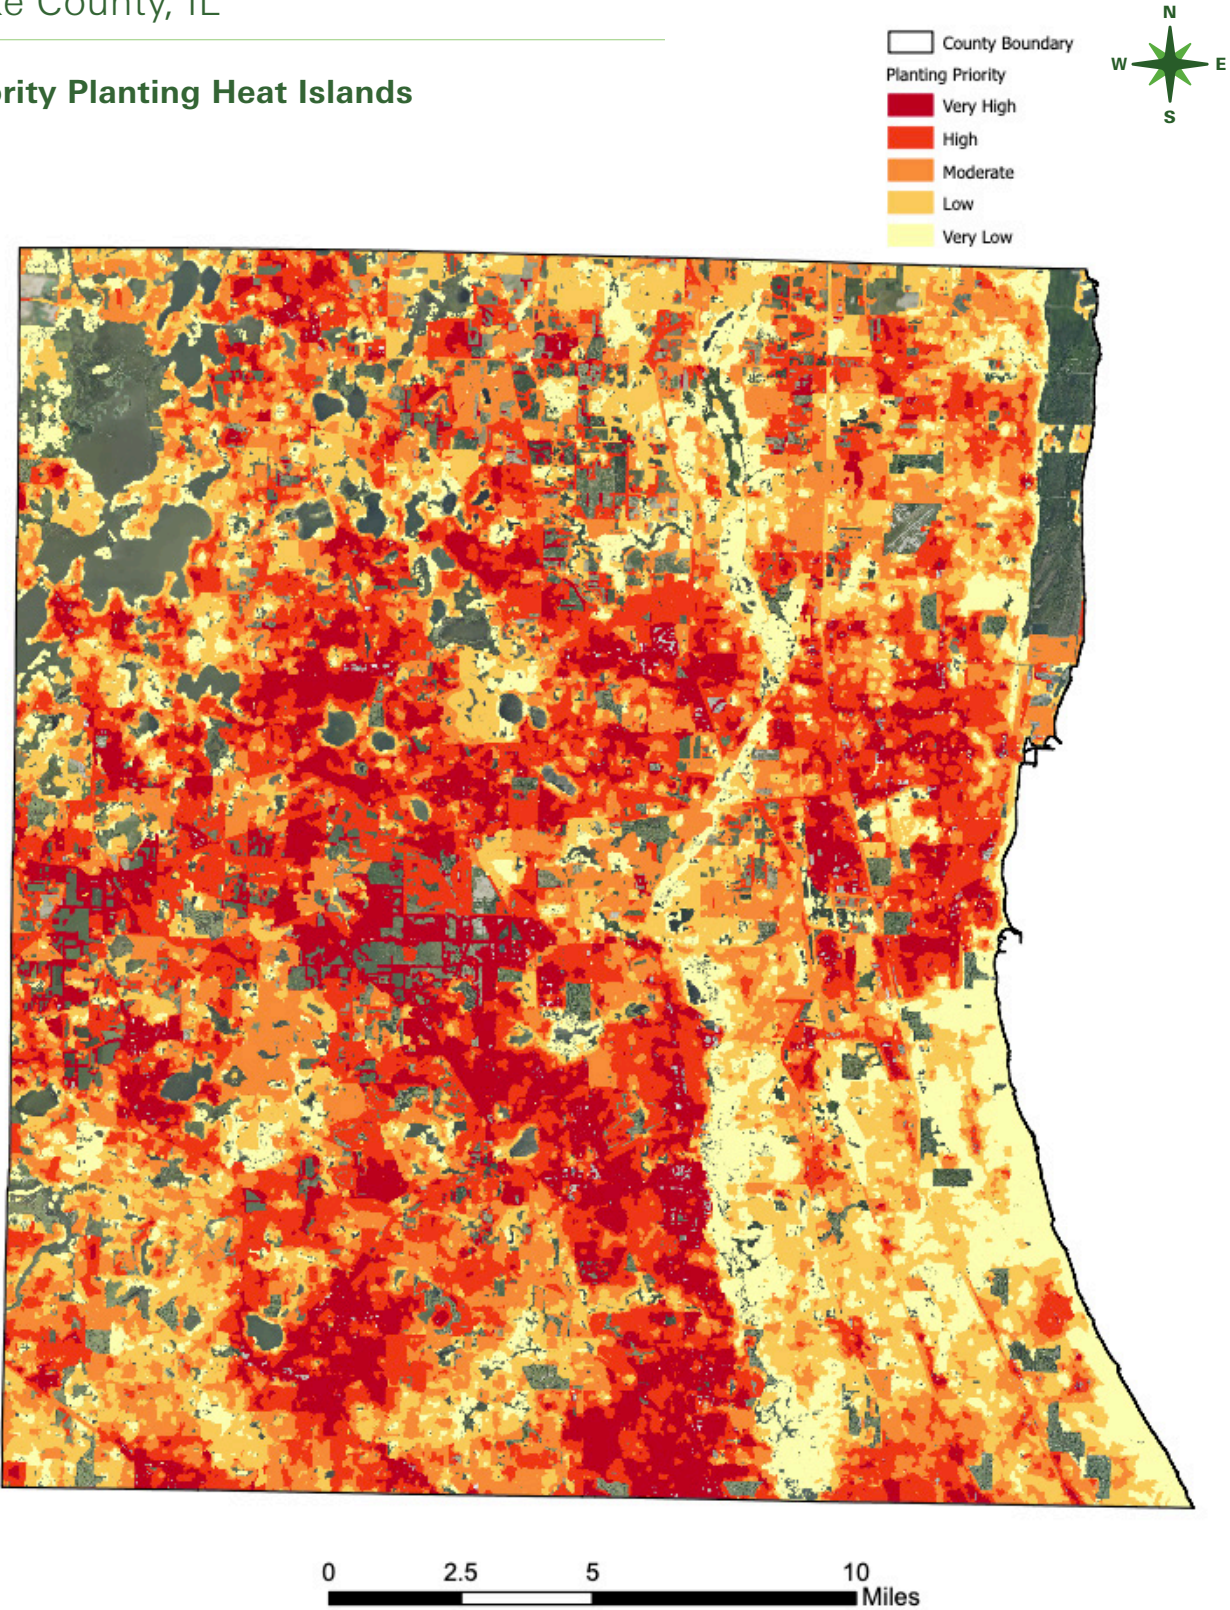 County, IL
Planting Heat Islands
N
W E
S
County Boundary
Planting Priority
Very High
High
Moderate
Low
Very Low
0 2.5 5 10
Miles